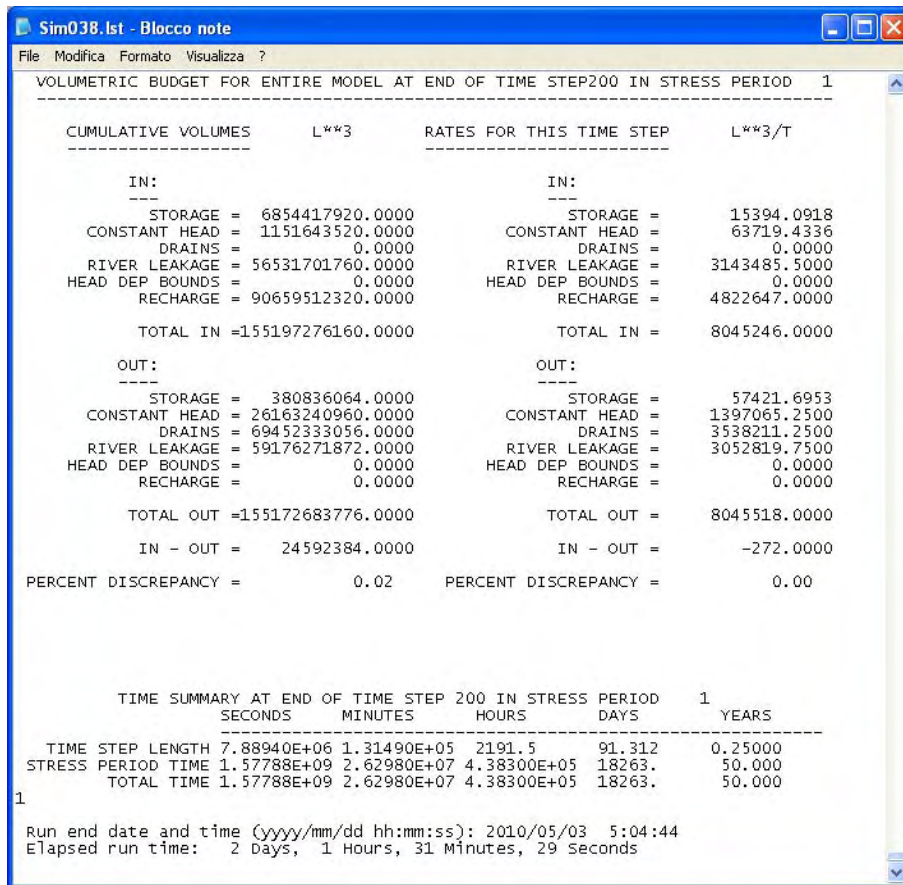 Sim038.lst - Blocco note
File Modifica Formato Visualizza ?
VOLUMETRIC BUDGET FOR ENTIRE MODEL AT END OF TIME STEP200 IN STRESS PERIOD 1
------------------------------------------------------------------------------
CUMULATIVE VOLUMES L**3 RATES FOR THIS TIME STEP L**3/T
------------------ ------------------------
IN: IN:
--- ---
STORAGE = 6854417920.0000 STORAGE = 15394.0918
CONSTANT HEAD = 1151643520.0000 CONSTANT HEAD = 63719.4336
DRAINS = 0.0000 DRAINS = 0.0000
RIVER LEAKAGE = 56531701760.0000 RIVER LEAKAGE = 3143485.5000
HEAD DEP BOUNDS = 0.0000 HEAD DEP BOUNDS = 0.0000
RECHARGE = 90659512320.0000 RECHARGE = 4822647.0000
TOTAL IN =155197276160.0000 TOTAL IN = 8045246.0000
OUT: OUT:
---- ----
STORAGE = 380836064.0000 STORAGE = 57421.6953
CONSTANT HEAD = 26163240960.0000 CONSTANT HEAD = 1397065.2500
DRAINS = 69452333056.0000 DRAINS = 3538211.2500
RIVER LEAKAGE = 59176271872.0000 RIVER LEAKAGE = 3052819.7500
HEAD DEP BOUNDS = 0.0000 HEAD DEP BOUNDS = 0.0000
RECHARGE = 0.0000 RECHARGE = 0.0000
TOTAL OUT =155172683776.0000 TOTAL OUT = 8045518.0000
IN - OUT = 24592384.0000 IN - OUT = -272.0000
PERCENT DISCREPANCY = 0.02 PERCENT DISCREPANCY = 0.00
TIME SUMMARY AT END OF TIME STEP 200 IN STRESS PERIOD 1
SECONDS MINUTES HOURS DAYS YEARS
-----------------------------------------------------------
TIME STEP LENGTH 7.88940E+06 1.31490E+05 2191.5 91.312 0.25000
STRESS PERIOD TIME 1.57788E+09 2.62980E+07 4.38300E+05 18263. 50.000
TOTAL TIME 1.57788E+09 2.62980E+07 4.38300E+05 18263. 50.000
1
Run end date and time (yyyy/mm/dd hh:mm:ss): 2010/05/03 5:04:44
Elapsed run time: 2 Days, 1 Hours, 31 Minutes, 29 Seconds